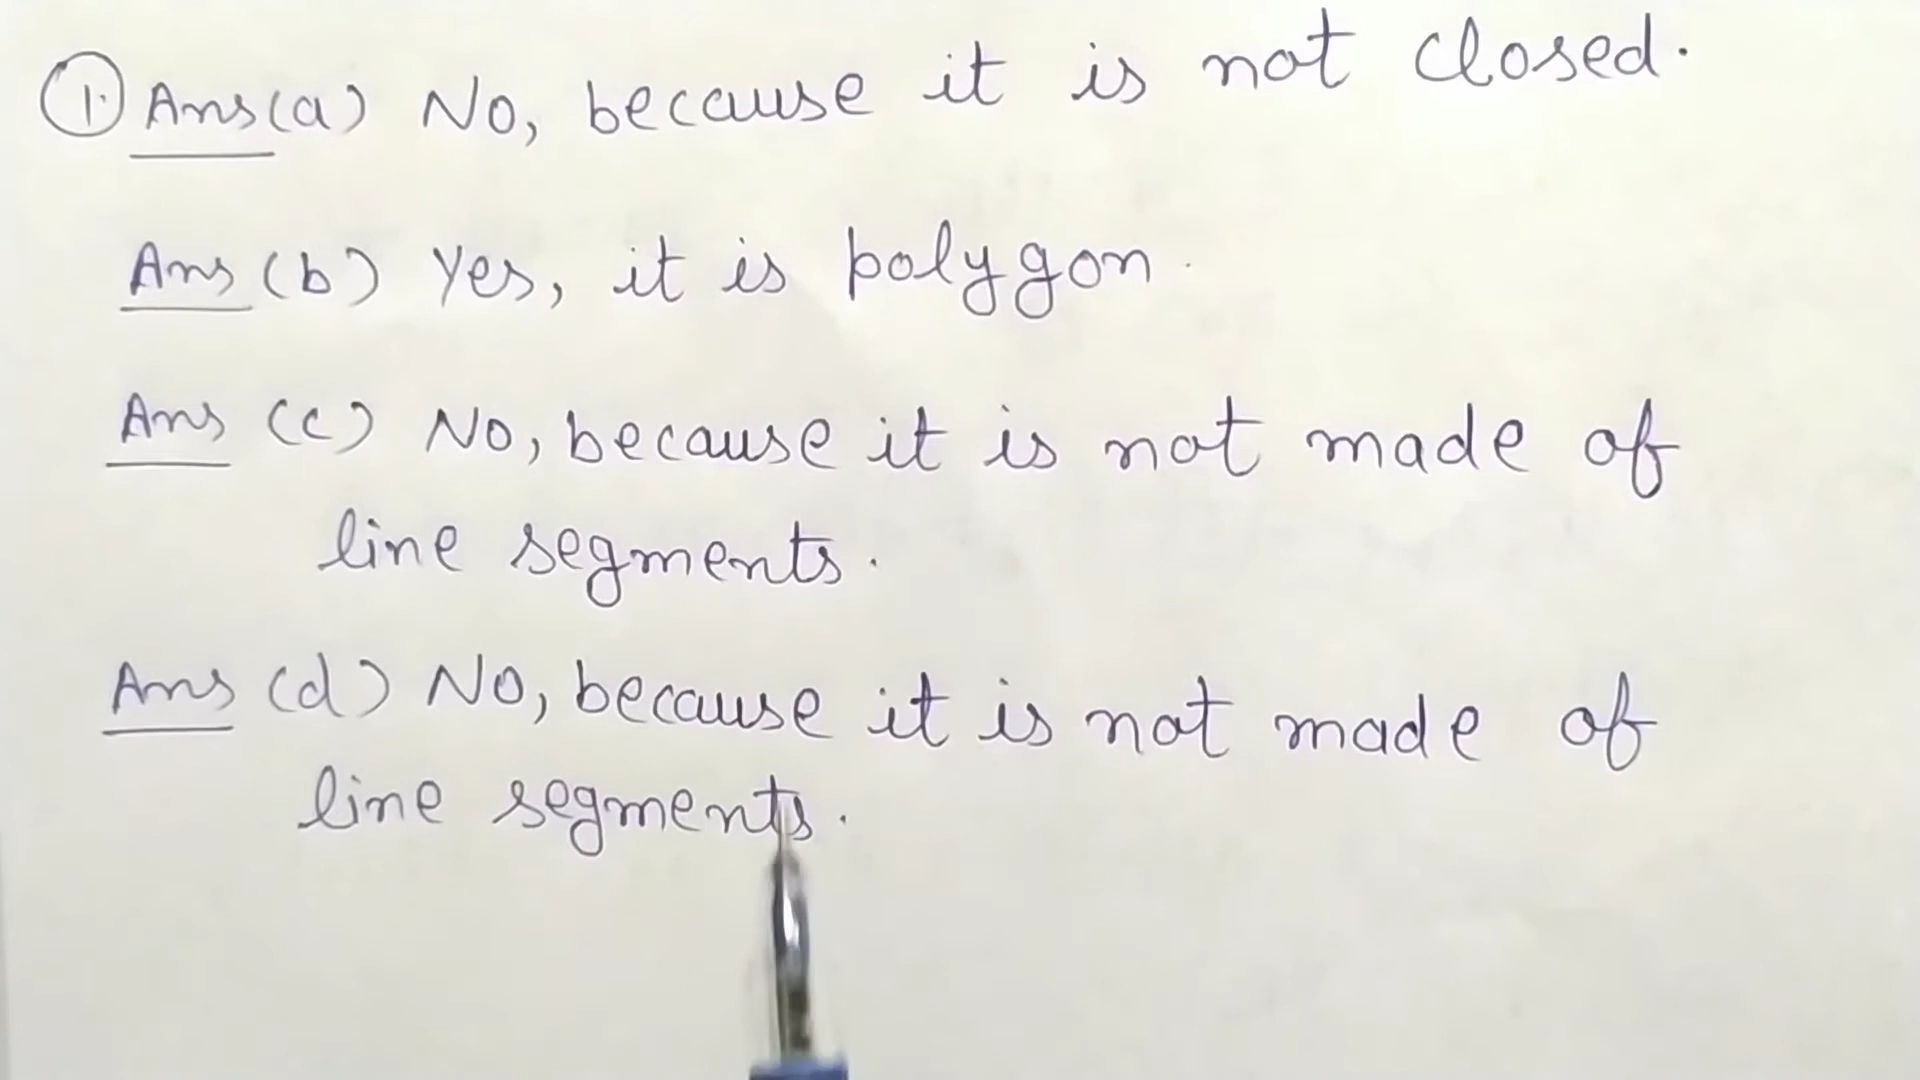 1. Ans (a) No, because it is not closed.
Ans (b) Yes, it is polygon.
Ans (c) No, because it is not made of
line segments.
Ans (d) No, because it is not made of
line segments.